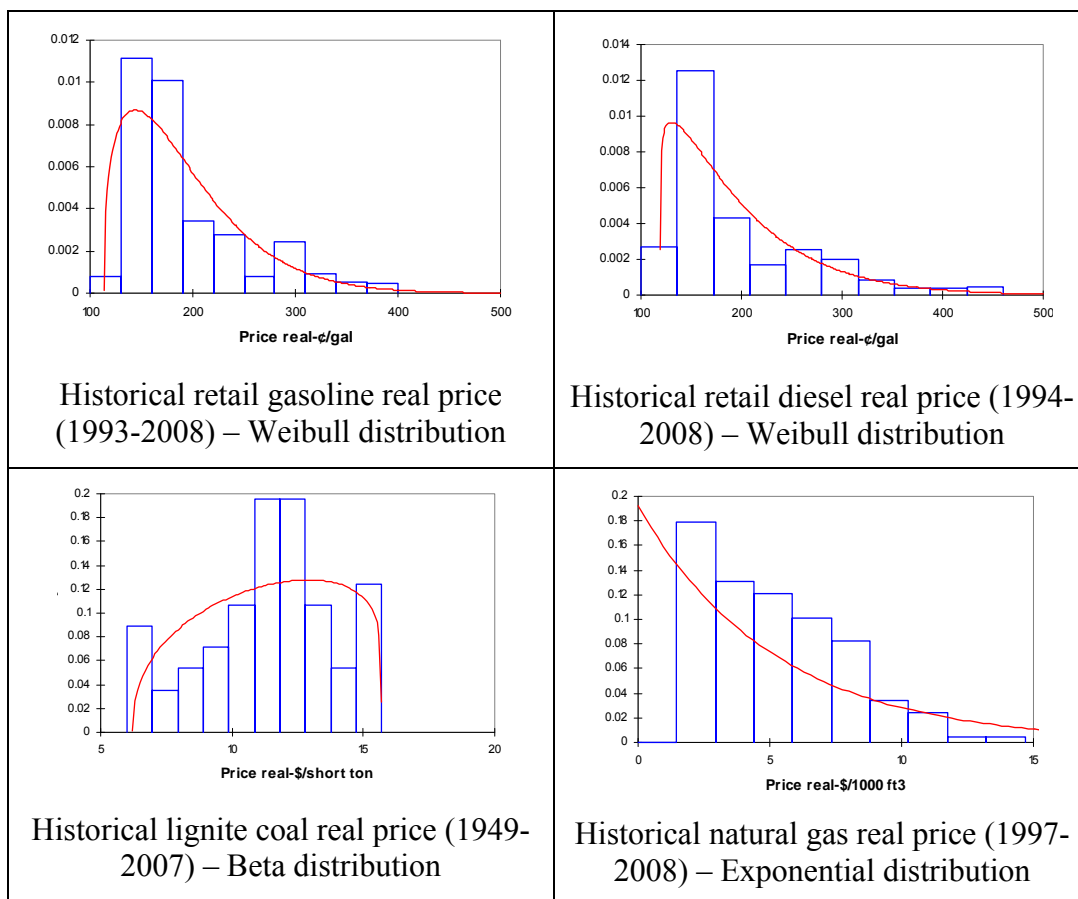 0.012
0.01
0.008
0.006
0.004
0.002
0
100 200 300 400 500
Price real-¢/gal
Historical retail gasoline real price
(1993-2008) – Weibull distribution
0.014
0.012
0.01
0.008
0.006
0.004
0.002
0
100 200 300 400 500
Price real-¢/gal
Historical retail diesel real price (1994-
2008) – Weibull distribution
0.2
0.18
0.16
0.14
0.12
0.1
0.08
0.06
0.04
0.02
0
5 10 15 20
Price real-$/short ton
Historical lignite coal real price (1949-
2007) – Beta distribution
0.2
0.18
0.16
0.14
0.12
0.1
0.08
0.06
0.04
0.02
0
0 5 10 15
Price real-$/1000 ft3
Historical natural gas real price (1997-
2008) – Exponential distribution